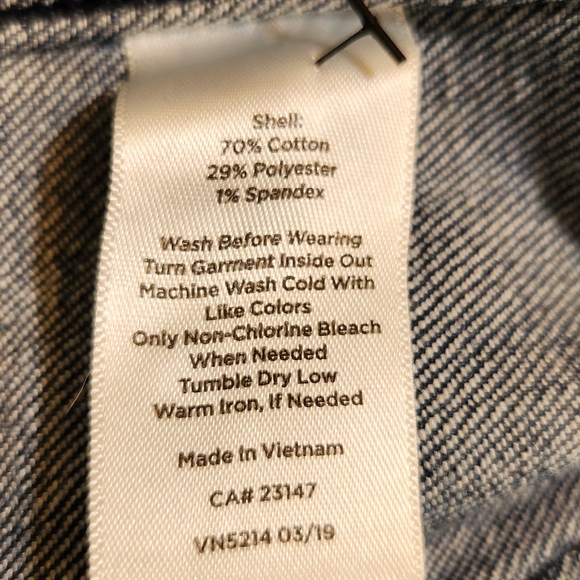 Shell:
70% Cotton
29% Polyester
1% Spandex
Wash Before Wearing
Turn Garment Inside Out
Machine Wash Cold With
Like Colors
Only Non-Chlorine Bleach
When Needed
Tumble Dry Low
Warm Iron, If Needed
Made In Vietnam
CA# 23147
VN5214 03/19